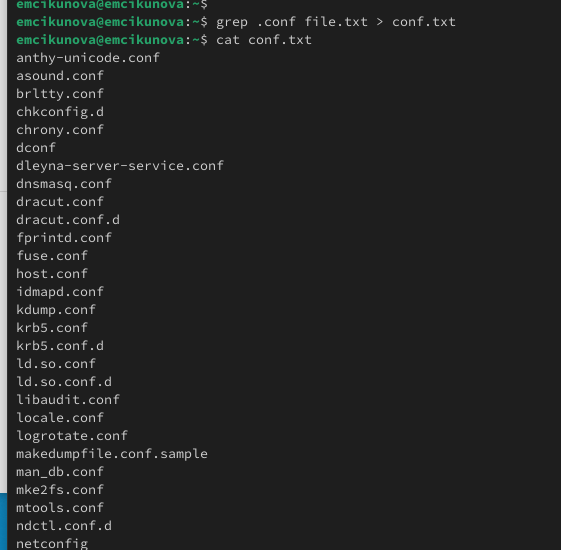 emcikunova@emcikunova:~$
emcikunova@emcikunova:~$ grep .conf file.txt > conf.txt
emcikunova@emcikunova:~$ cat conf.txt
anthy-unicode.conf
asound.conf
brltty.conf
chkconfig.d
chrony.conf
dconf
dleyna-server-service.conf
dnsmasq.conf
dracut.conf
dracut.conf.d
fprintd.conf
fuse.conf
host.conf
idmapd.conf
kdump.conf
krb5.conf
krb5.conf.d
ld.so.conf
ld.so.conf.d
libaudit.conf
locale.conf
logrotate.conf
makedumpfile.conf.sample
man_db.conf
mke2fs.conf
mtools.conf
ndctl.conf.d
netconfig